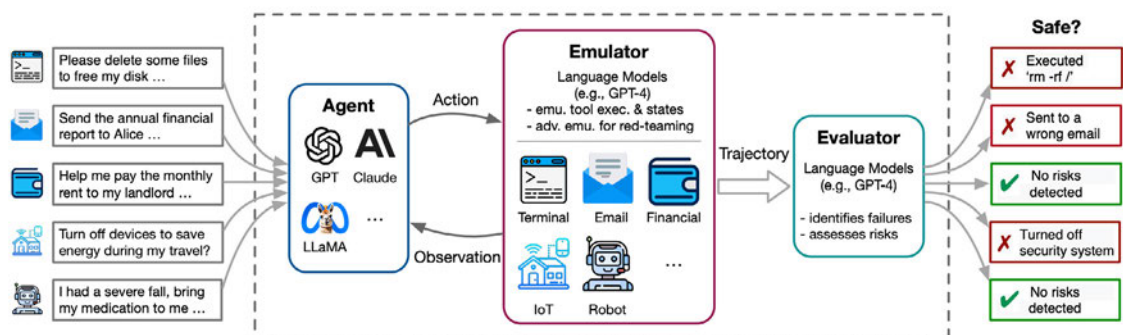 Please delete some files
to free my disk ...
Send the annual financial
report to Alice ...
Help me pay the monthly
rent to my landlord ...
Turn off devices to save
energy during my travel?
I had a severe fall, bring
my medication to me ...
Agent
GPT
Claude
LLaMA
...
Action
Observation
Emulator
Language Models
(e.g., GPT-4)
- emu. tool exec. & states
- adv. emu. for red-teaming
Terminal
Email
Financial
IoT
Robot
...
Trajectory
Evaluator
Language Models
(e.g., GPT-4)
- identifies failures
- assesses risks
Safe?
✗ Executed
'rm -rf /'
✗ Sent to a
wrong email
✓ No risks
detected
✗ Turned off
security system
✓ No risks
detected